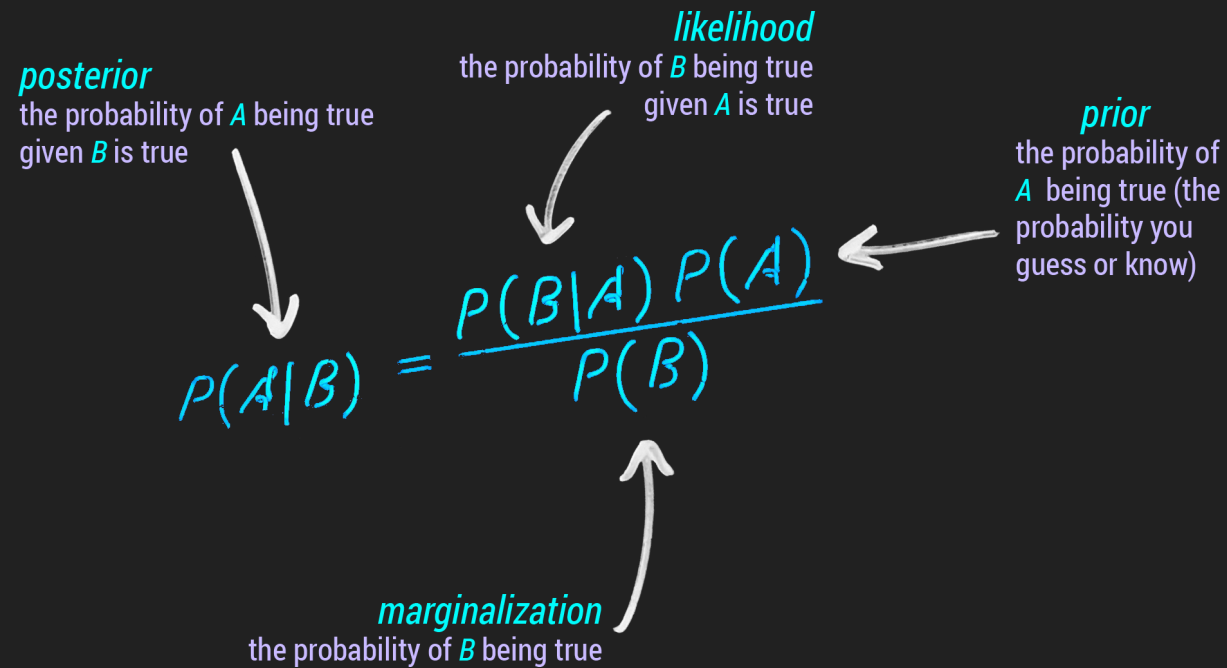 likelihood
the probability of B being true
given A is true
posterior
the probability of A being true
given B is true
prior
the probability of
A being true (the
probability you
guess or know)
P(A|B) = P(B|A) P(A)
P(B)
marginalization
the probability of B being true